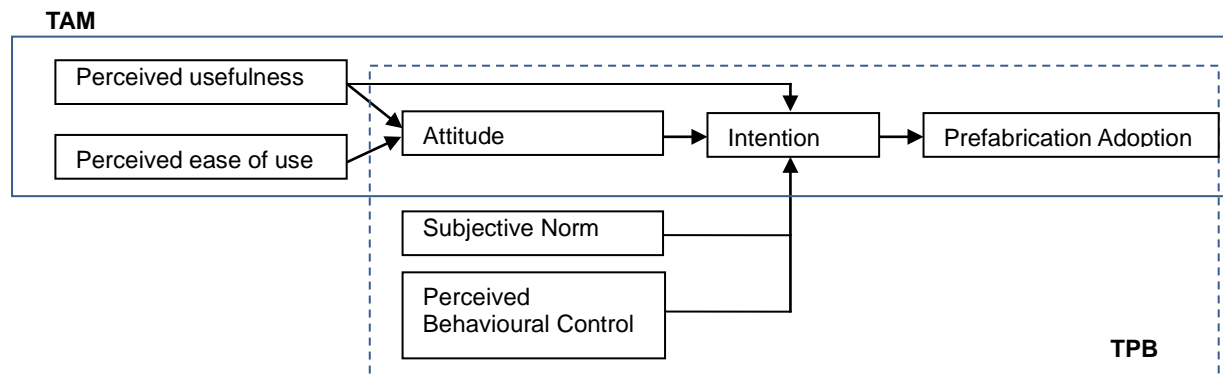 TAM
Perceived usefulness
Perceived ease of use
Attitude
Intention
Prefabrication Adoption
Subjective Norm
Perceived
Behavioural Control
TPB